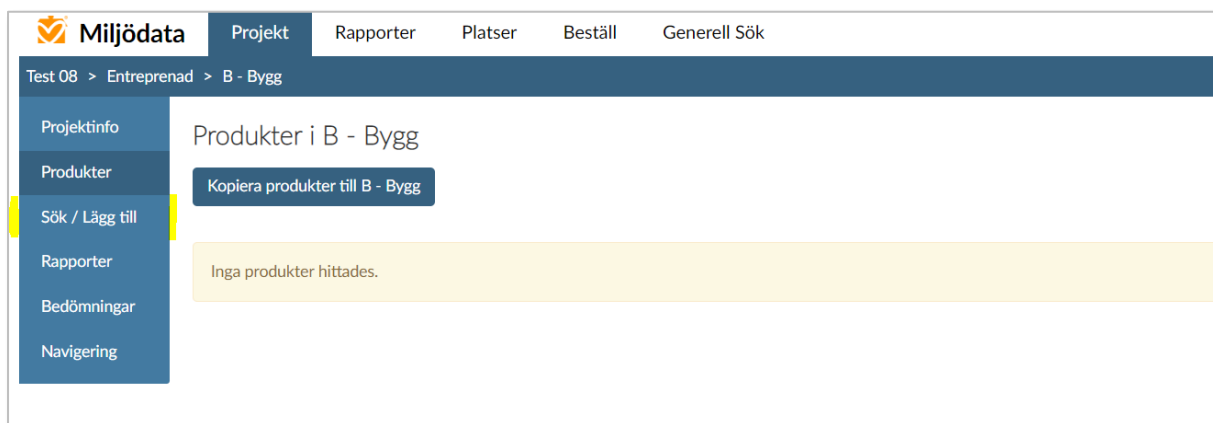 Miljödata Projekt Rapporter Platser Beställ Generell Sök
Test 08 > Entreprenad > B - Bygg
Projektinfo
Produkter
Sök / Lägg till
Rapporter
Bedömningar
Navigering
Produkter i B - Bygg
Kopiera produkter till B - Bygg
Inga produkter hittades.